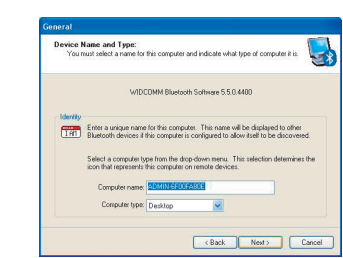 General
Device Name and Type:
You must select a name for this computer and indicate what type of computer it is.
WIDCOMM Bluetooth Software 5.5.0.4400
Identity
I AM
Enter a unique name for this computer. This name will be displayed to other
Bluetooth devices if this computer is configured to allow itself to be discovered.
Select a computer type from the drop-down menu. This selection determines the
icon that represents this computer on remote devices.
Computer name: ADMIN-6F00FA80E
Computer type: Desktop
< Back Next > Cancel